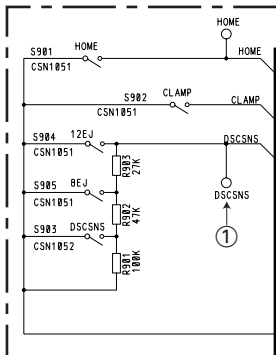 HOME
S901 HOME HOME
CSN1051
S902 CLAMP CLAMP
CSN1051
S904 12EJ DSCSNS
CSN1051
R903
27K
S905 8EJ
CSN1051
DSCSNS
R902
47K
①
S903 DSCSNS
CSN1052
R901
100K